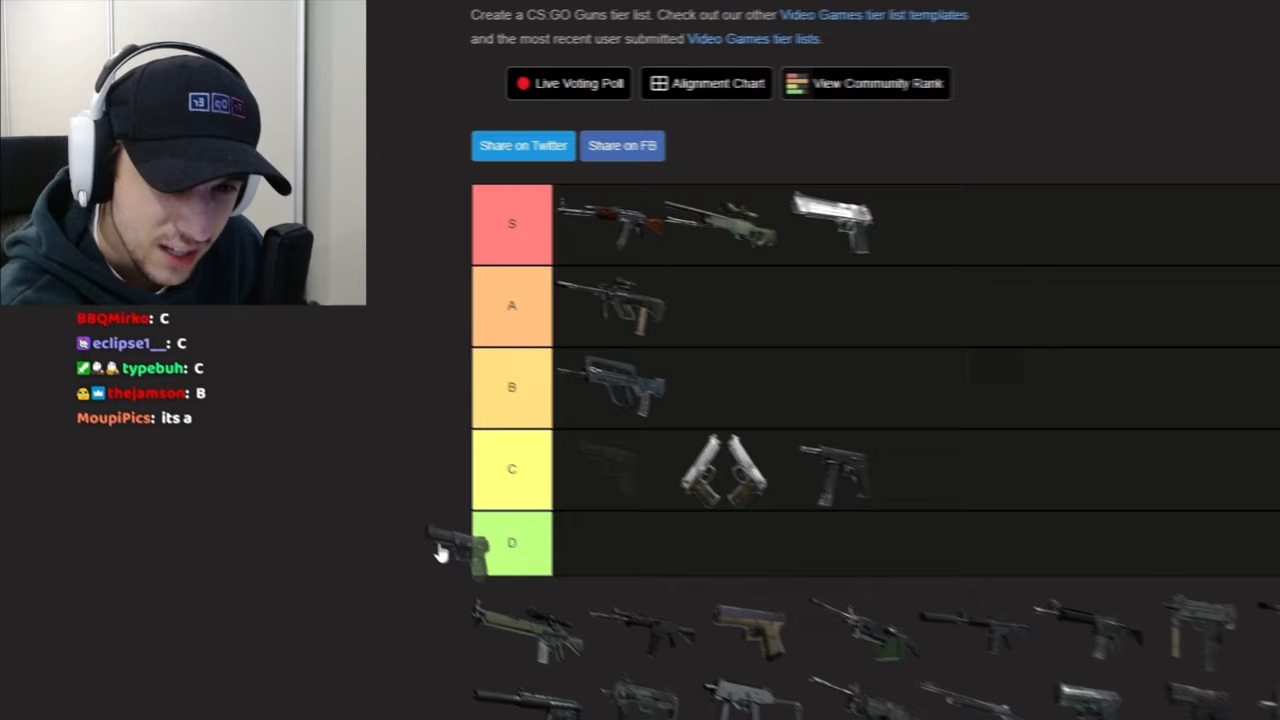 Create a CS:GO Guns tier list. Check out our other Video Games tier list templates
and the most recent user submitted Video Games tier lists.
Live Voting Poll
Alignment Chart
View Community Rank
Share on Twitter
Share on FB
S
A
B
C
D
BBQMirko: C
eclipse1__: C
typebuh: C
thejamson: B
MoupiPics: its a